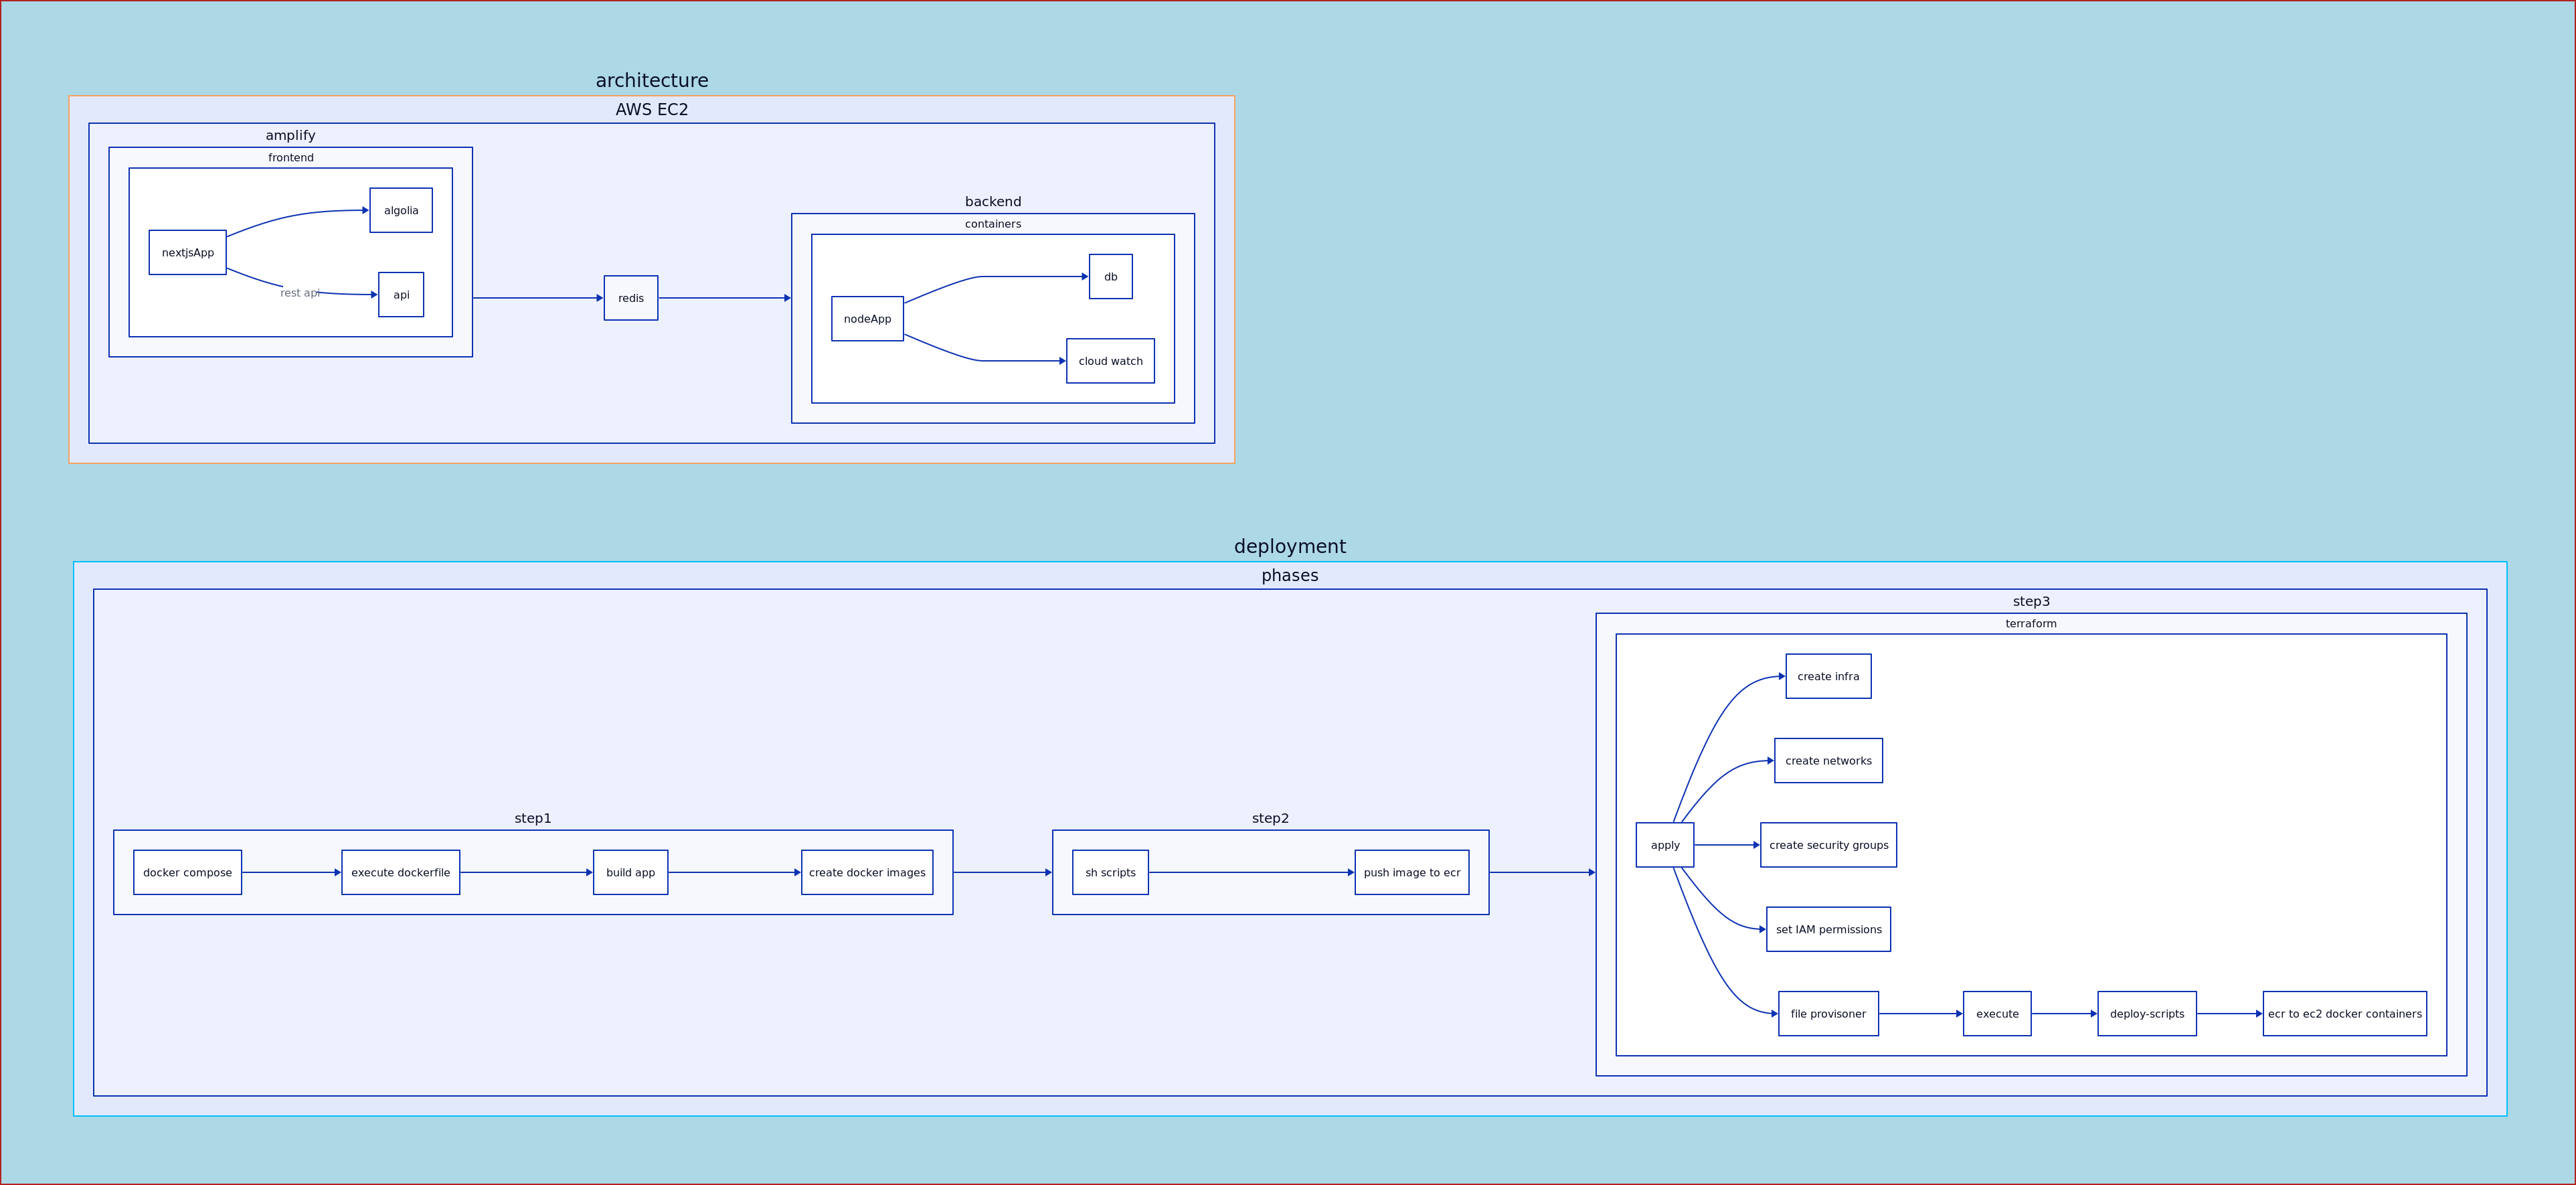 architecture
AWS EC2
amplify
frontend
nextjsApp
algolia
rest api
api
redis
backend
containers
nodeApp
db
cloud watch
deployment
phases
step1
docker compose
execute dockerfile
build app
create docker images
step2
sh scripts
push image to ecr
step3
terraform
apply
create infra
create networks
create security groups
set IAM permissions
file provisoner
execute
deploy-scripts
ecr to ec2 docker containers